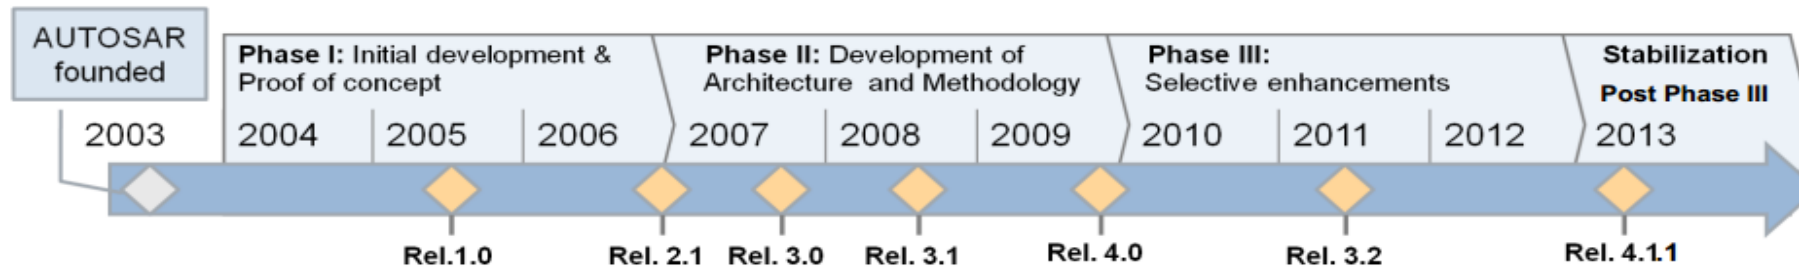 AUTOSAR
founded
Phase I: Initial development &
Proof of concept
Phase II: Development of
Architecture and Methodology
Phase III:
Selective enhancements
Stabilization
Post Phase III
2003
2004
2005
2006
2007
2008
2009
2010
2011
2012
2013
Rel.1.0
Rel. 2.1
Rel. 3.0
Rel. 3.1
Rel. 4.0
Rel. 3.2
Rel. 4.1.1